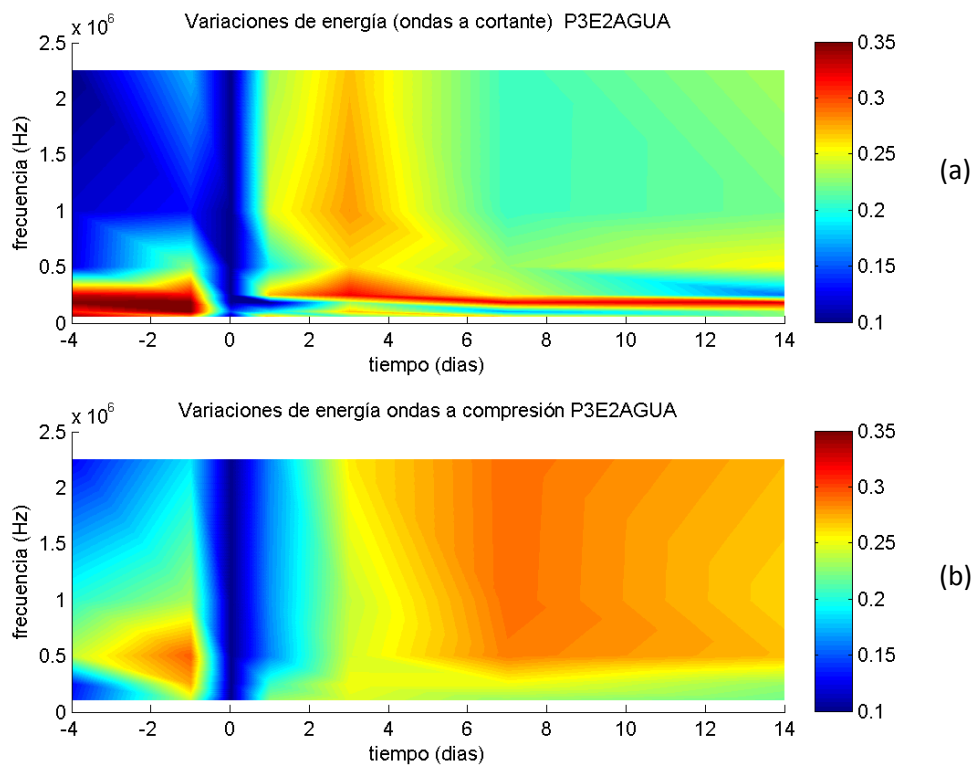 Variaciones de energía (ondas a cortante) P3E2AGUA
x 10^6
2.5
2
1.5
1
0.5
0
frecuencia (Hz)
-4 -2 0 2 4 6 8 10 12 14
tiempo (dias)
0.35
0.3
0.25
0.2
0.15
0.1
(a)
Variaciones de energía ondas a compresión P3E2AGUA
x 10^6
2.5
2
1.5
1
0.5
0
frecuencia (Hz)
-4 -2 0 2 4 6 8 10 12 14
tiempo (dias)
0.35
0.3
0.25
0.2
0.15
0.1
(b)